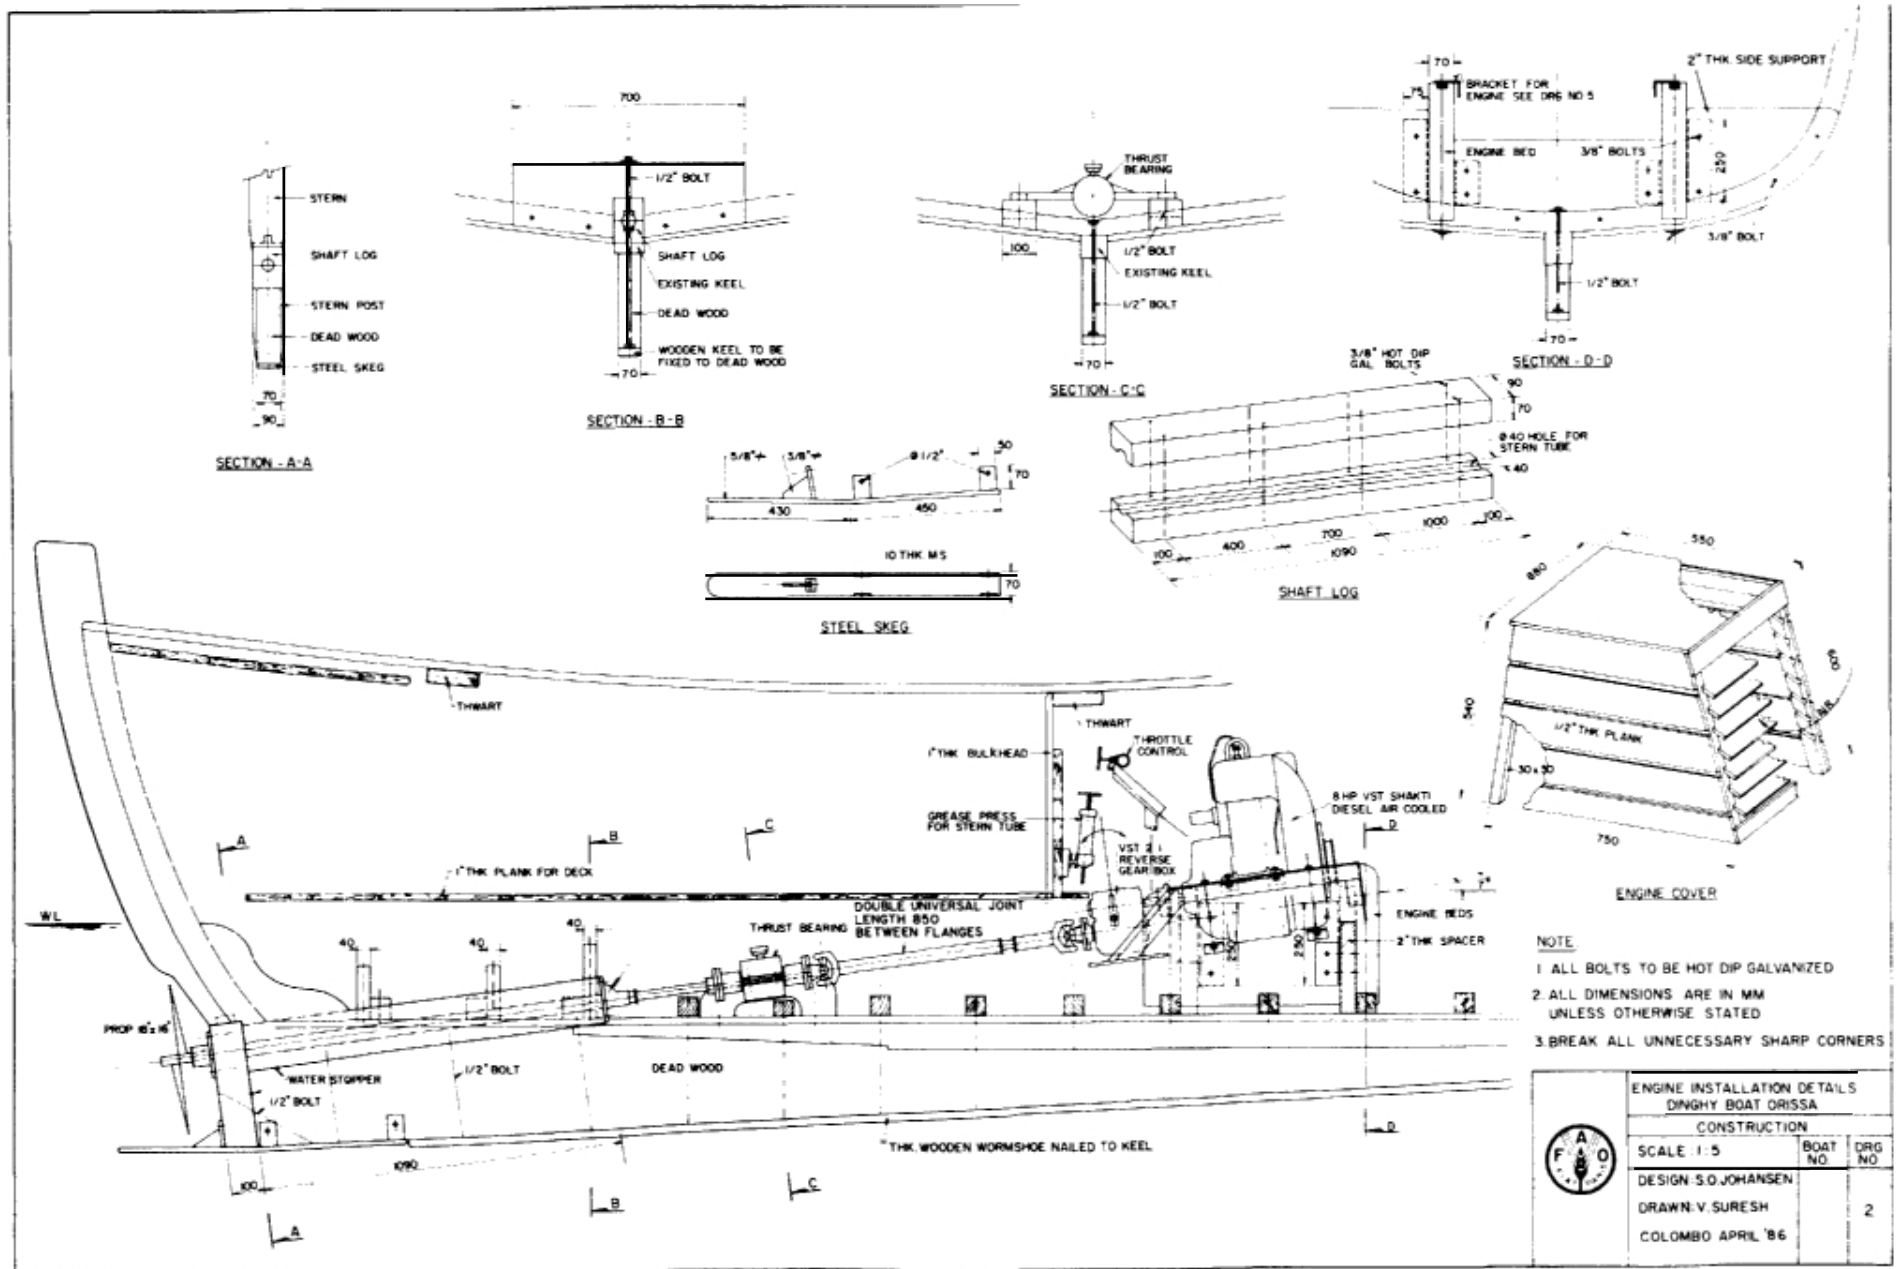 700
1/2" BOLT
STERN
SHAFT LOG
STERN POST
DEAD WOOD
STEEL SKEG
70
90
SECTION - A-A
SHAFT LOG
EXISTING KEEL
DEAD WOOD
WOODEN KEEL TO BE
FIXED TO DEAD WOOD
70
SECTION - B-B
THRUST
BEARING
100
1/2" BOLT
EXISTING KEEL
1/2" BOLT
70
SECTION - C-C
70
75
BRACKET FOR
ENGINE SEE DRG NO 5
2" THK. SIDE SUPPORT
ENGINE BED
3/8" BOLTS
250
3/8" BOLT
1/2" BOLT
70
SECTION - D-D
5/8"
3/8"
Ø 1/2"
50
70
430
450
10 THK MS
70
STEEL SKEG
3/8" HOT DIP
GAL BOLTS
90
70
Ø 40 HOLE FOR
STERN TUBE
40
100
400
700
1000
100
1090
SHAFT LOG
550
880
600
540
1/2" THK PLANK
30 x 30
750
ENGINE COVER
THWART
THWART
1" THK BULKHEAD
THROTTLE
CONTROL
GREASE PRESS
FOR STERN TUBE
8 HP VST SHAKTI
DIESEL AIR COOLED
VST 2:1
REVERSE
GEAR BOX
A
B
C
D
1" THK PLANK FOR DECK
WL
40
40
40
THRUST BEARING
DOUBLE UNIVERSAL JOINT
LENGTH 850
BETWEEN FLANGES
ENGINE BEDS
2" THK SPACER
250
250
PROP 16" x 16"
WATER STOPPER
1/2" BOLT
1/2" BOLT
DEAD WOOD
THK. WOODEN WORMSHOE NAILED TO KEEL
100
1090
A
B
C
D
NOTE
1 ALL BOLTS TO BE HOT DIP GALVANIZED
2. ALL DIMENSIONS ARE IN MM
UNLESS OTHERWISE STATED
3. BREAK ALL UNNECESSARY SHARP CORNERS
ENGINE INSTALLATION DETAILS
DINGHY BOAT ORISSA
CONSTRUCTION
SCALE : 1:5
BOAT
NO.
DRG
NO
DESIGN: S.O. JOHANSEN
DRAWN: V. SURESH
COLOMBO APRIL '86
2
F A O
FIAT PANIS